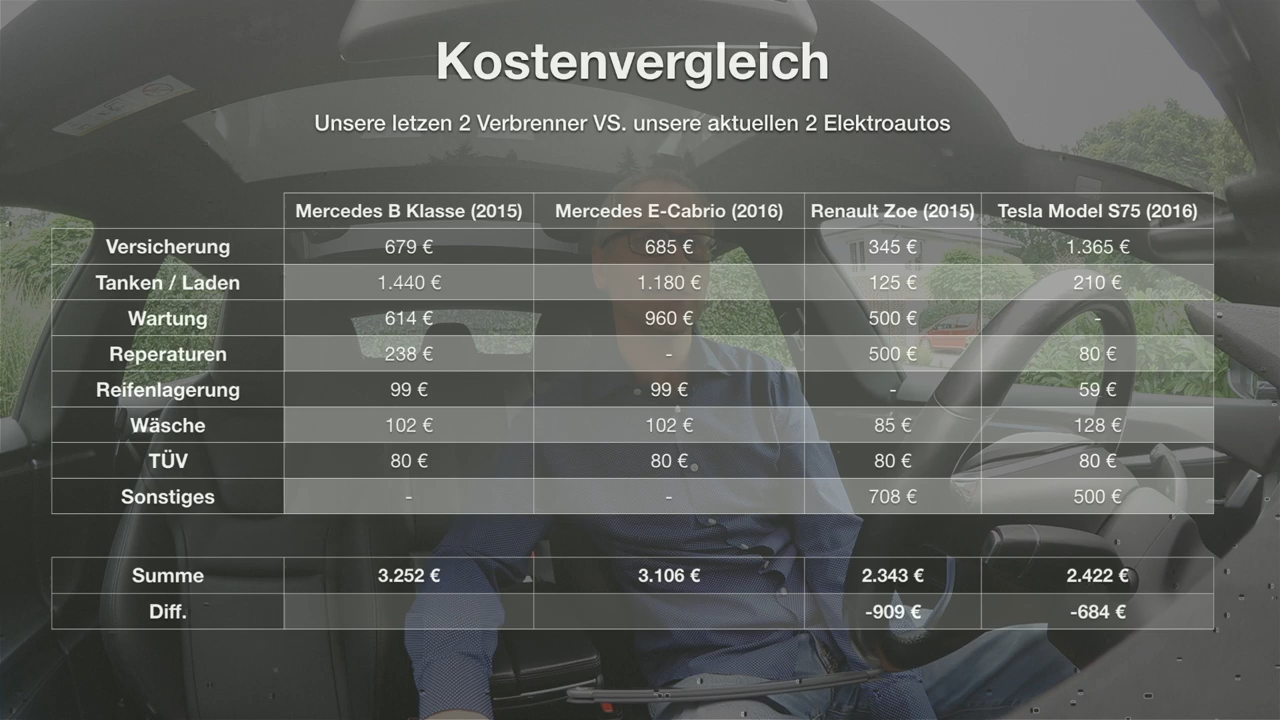 Kostenvergleich
Unsere letzen 2 Verbrenner VS. unsere aktuellen 2 Elektroautos
Mercedes B Klasse (2015) Mercedes E-Cabrio (2016) Renault Zoe (2015) Tesla Model S75 (2016)
Versicherung 679 € 685 € 345 € 1.365 €
Tanken / Laden 1.440 € 1.180 € 125 € 210 €
Wartung 614 € 960 € 500 € -
Reperaturen 238 € - 500 € 80 €
Reifenlagerung 99 € 99 € - 59 €
Wäsche 102 € 102 € 85 € 128 €
TÜV 80 € 80 € 80 € 80 €
Sonstiges - - 708 € 500 €
Summe 3.252 € 3.106 € 2.343 € 2.422 €
Diff. -909 € -684 €